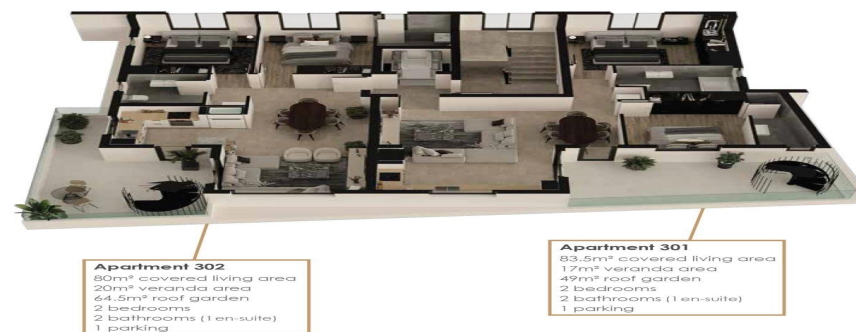 Apartment 302
80m² covered living area
20m² veranda area
64.5m² roof garden
2 bedrooms
2 bathrooms (1 en-suite)
1 parking
Apartment 301
83.5m² covered living area
17m² veranda area
49m² roof garden
2 bedrooms
2 bathrooms (1 en-suite)
1 parking